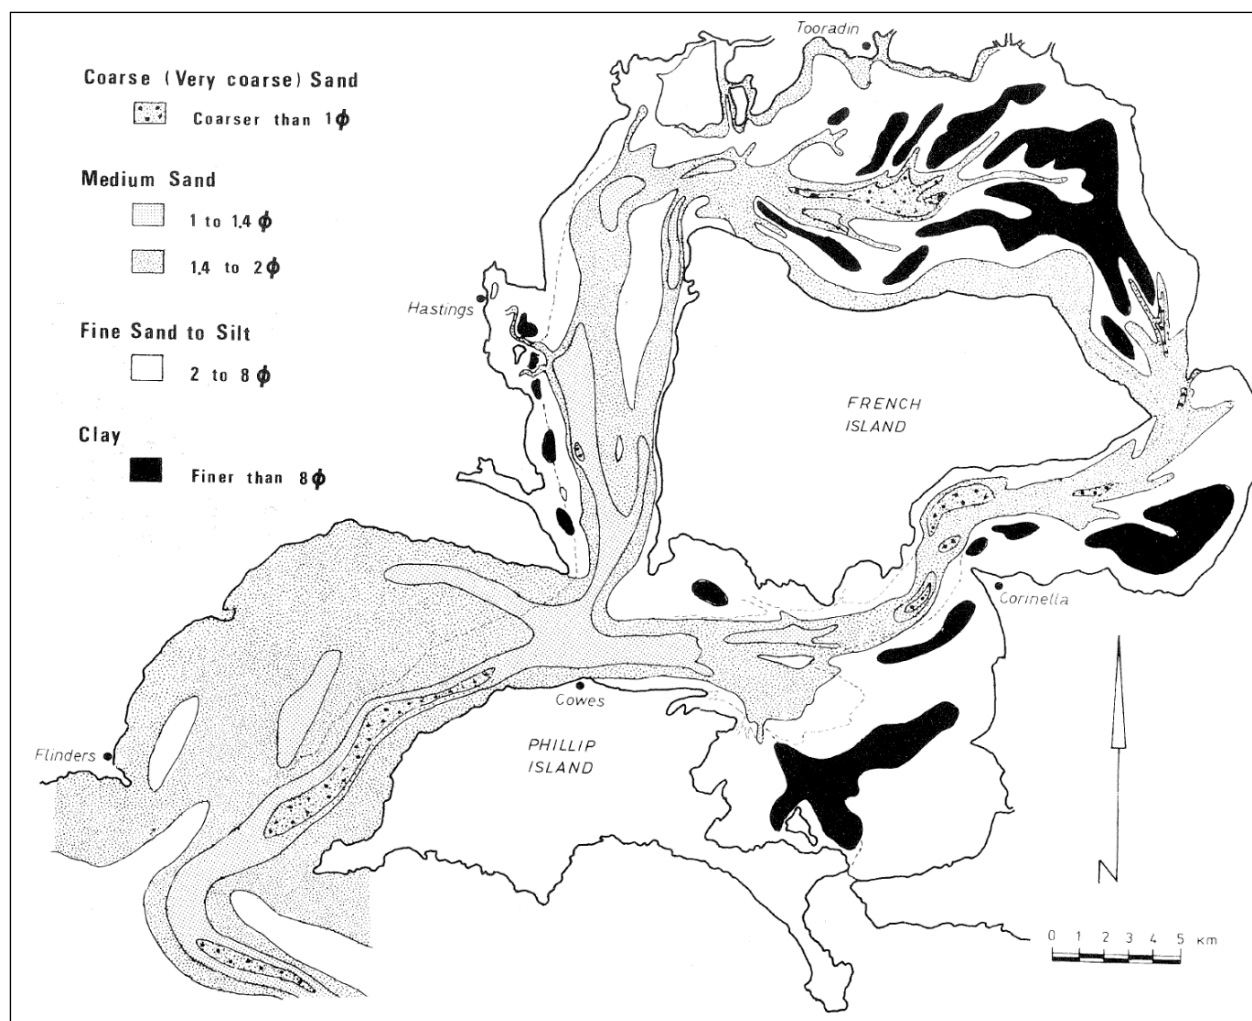 Coarse (Very coarse) Sand
Coarser than 1ϕ
Medium Sand
1 to 1.4 ϕ
1.4 to 2 ϕ
Fine Sand to Silt
2 to 8 ϕ
Clay
Finer than 8 ϕ
Tooradin
Hastings
FRENCH
ISLAND
Corinella
Cowes
Flinders
PHILLIP
ISLAND
N
0 1 2 3 4 5 KM